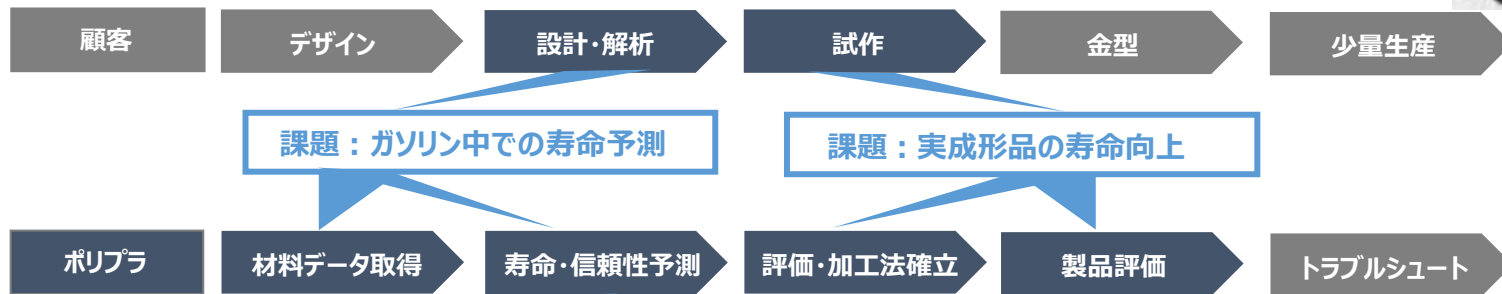 顧客
デザイン
設計・解析
試作
金型
少量生産
課題：ガソリン中での寿命予測
課題：実成形品の寿命向上
ポリプラ
材料データ取得
寿命・信頼性予測
評価・加工法確立
製品評価
トラブルシュート